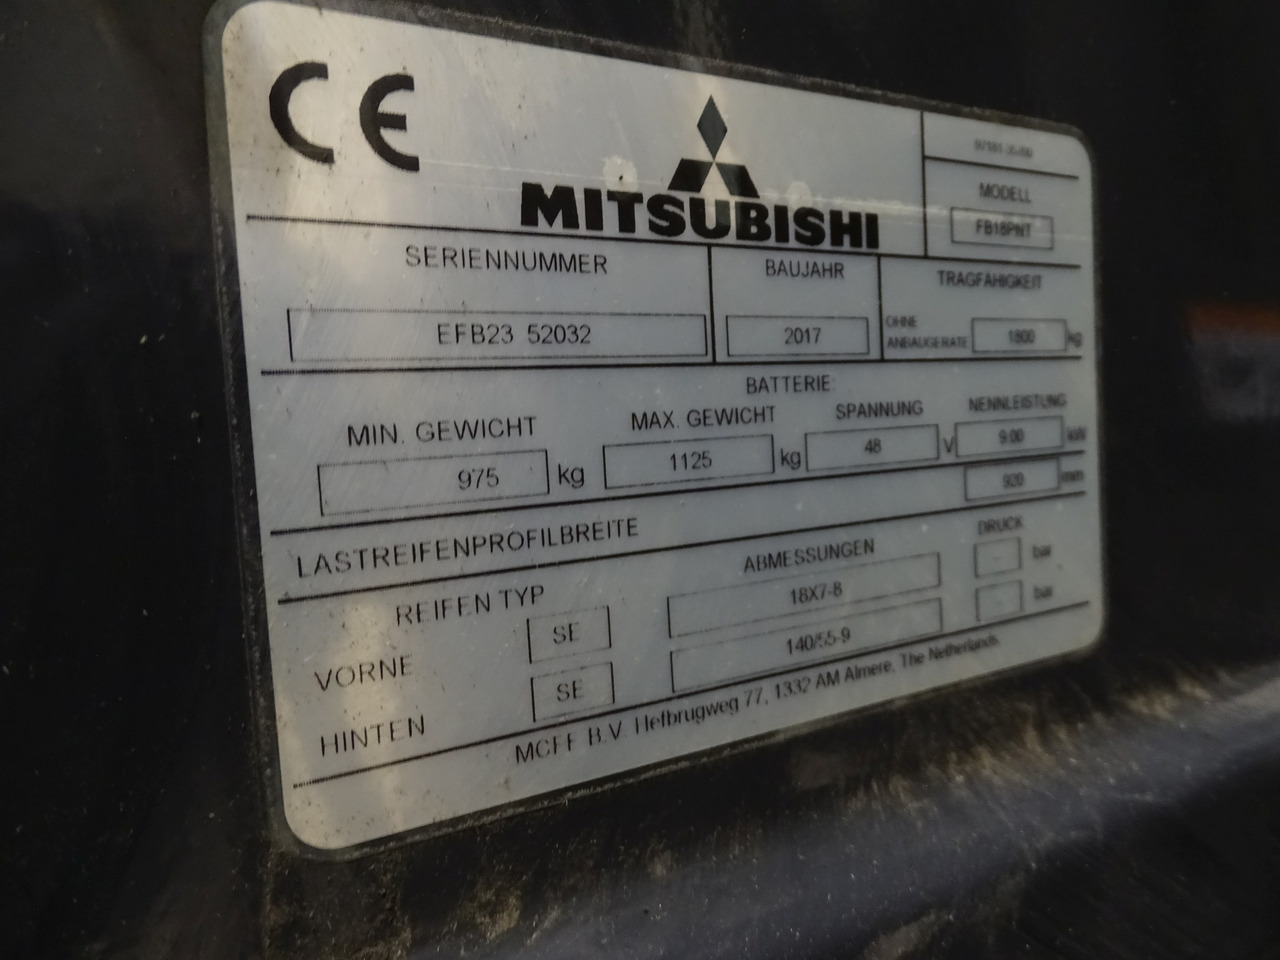 CE
MITSUBISHI
MODELL
FB18PNT
SERIENNUMMER
BAUJAHR
TRAGFÄHIGKEIT
EFB23 52032
2017
OHNE
ANBAUGERÄTE
1800 kg
BATTERIE:
MIN. GEWICHT
MAX. GEWICHT
SPANNUNG
NENNLEISTUNG
975 kg
1125 kg
48 V
9.00 kW
LASTREIFENPROFILBREITE
920 mm
REIFEN TYP
ABMESSUNGEN
DRUCK
VORNE
SE
18X7-8
bar
HINTEN
SE
140/55-9
bar
MCFE B.V. Hefbrugweg 77, 1332 AM Almere, The Netherlands.